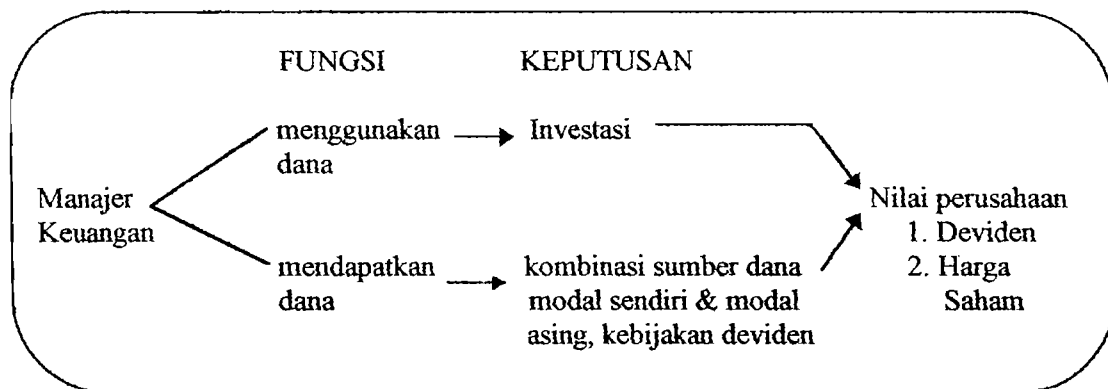 FUNGSI
KEPUTUSAN
menggunakan
dana
Investasi
Manajer
Keuangan
Nilai perusahaan
1. Deviden
2. Harga
Saham
mendapatkan
dana
kombinasi sumber dana
modal sendiri & modal
asing, kebijakan deviden